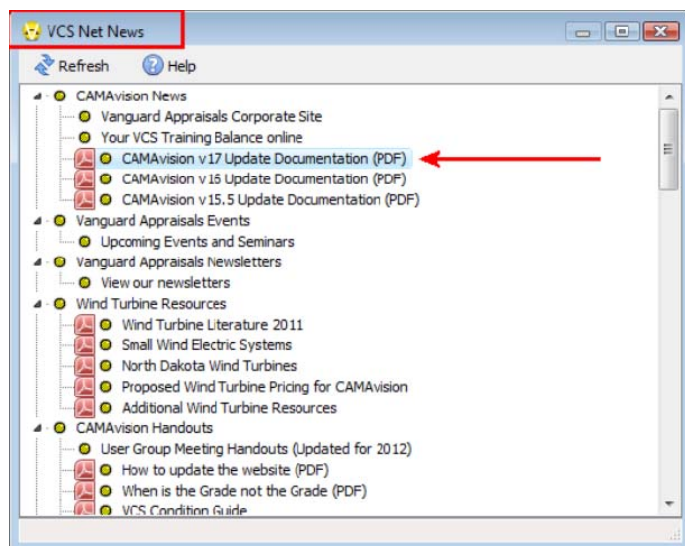 VCS Net News
Refresh Help
CAMAvision News
Vanguard Appraisals Corporate Site
Your VCS Training Balance online
CAMAvision v17 Update Documentation (PDF)
CAMAvision v16 Update Documentation (PDF)
CAMAvision v15.5 Update Documentation (PDF)
Vanguard Appraisals Events
Upcoming Events and Seminars
Vanguard Appraisals Newsletters
View our newsletters
Wind Turbine Resources
Wind Turbine Literature 2011
Small Wind Electric Systems
North Dakota Wind Turbines
Proposed Wind Turbine Pricing for CAMAvision
Additional Wind Turbine Resources
CAMAvision Handouts
User Group Meeting Handouts (Updated for 2012)
How to update the website (PDF)
When is the Grade not the Grade (PDF)
VCS Condition Guide